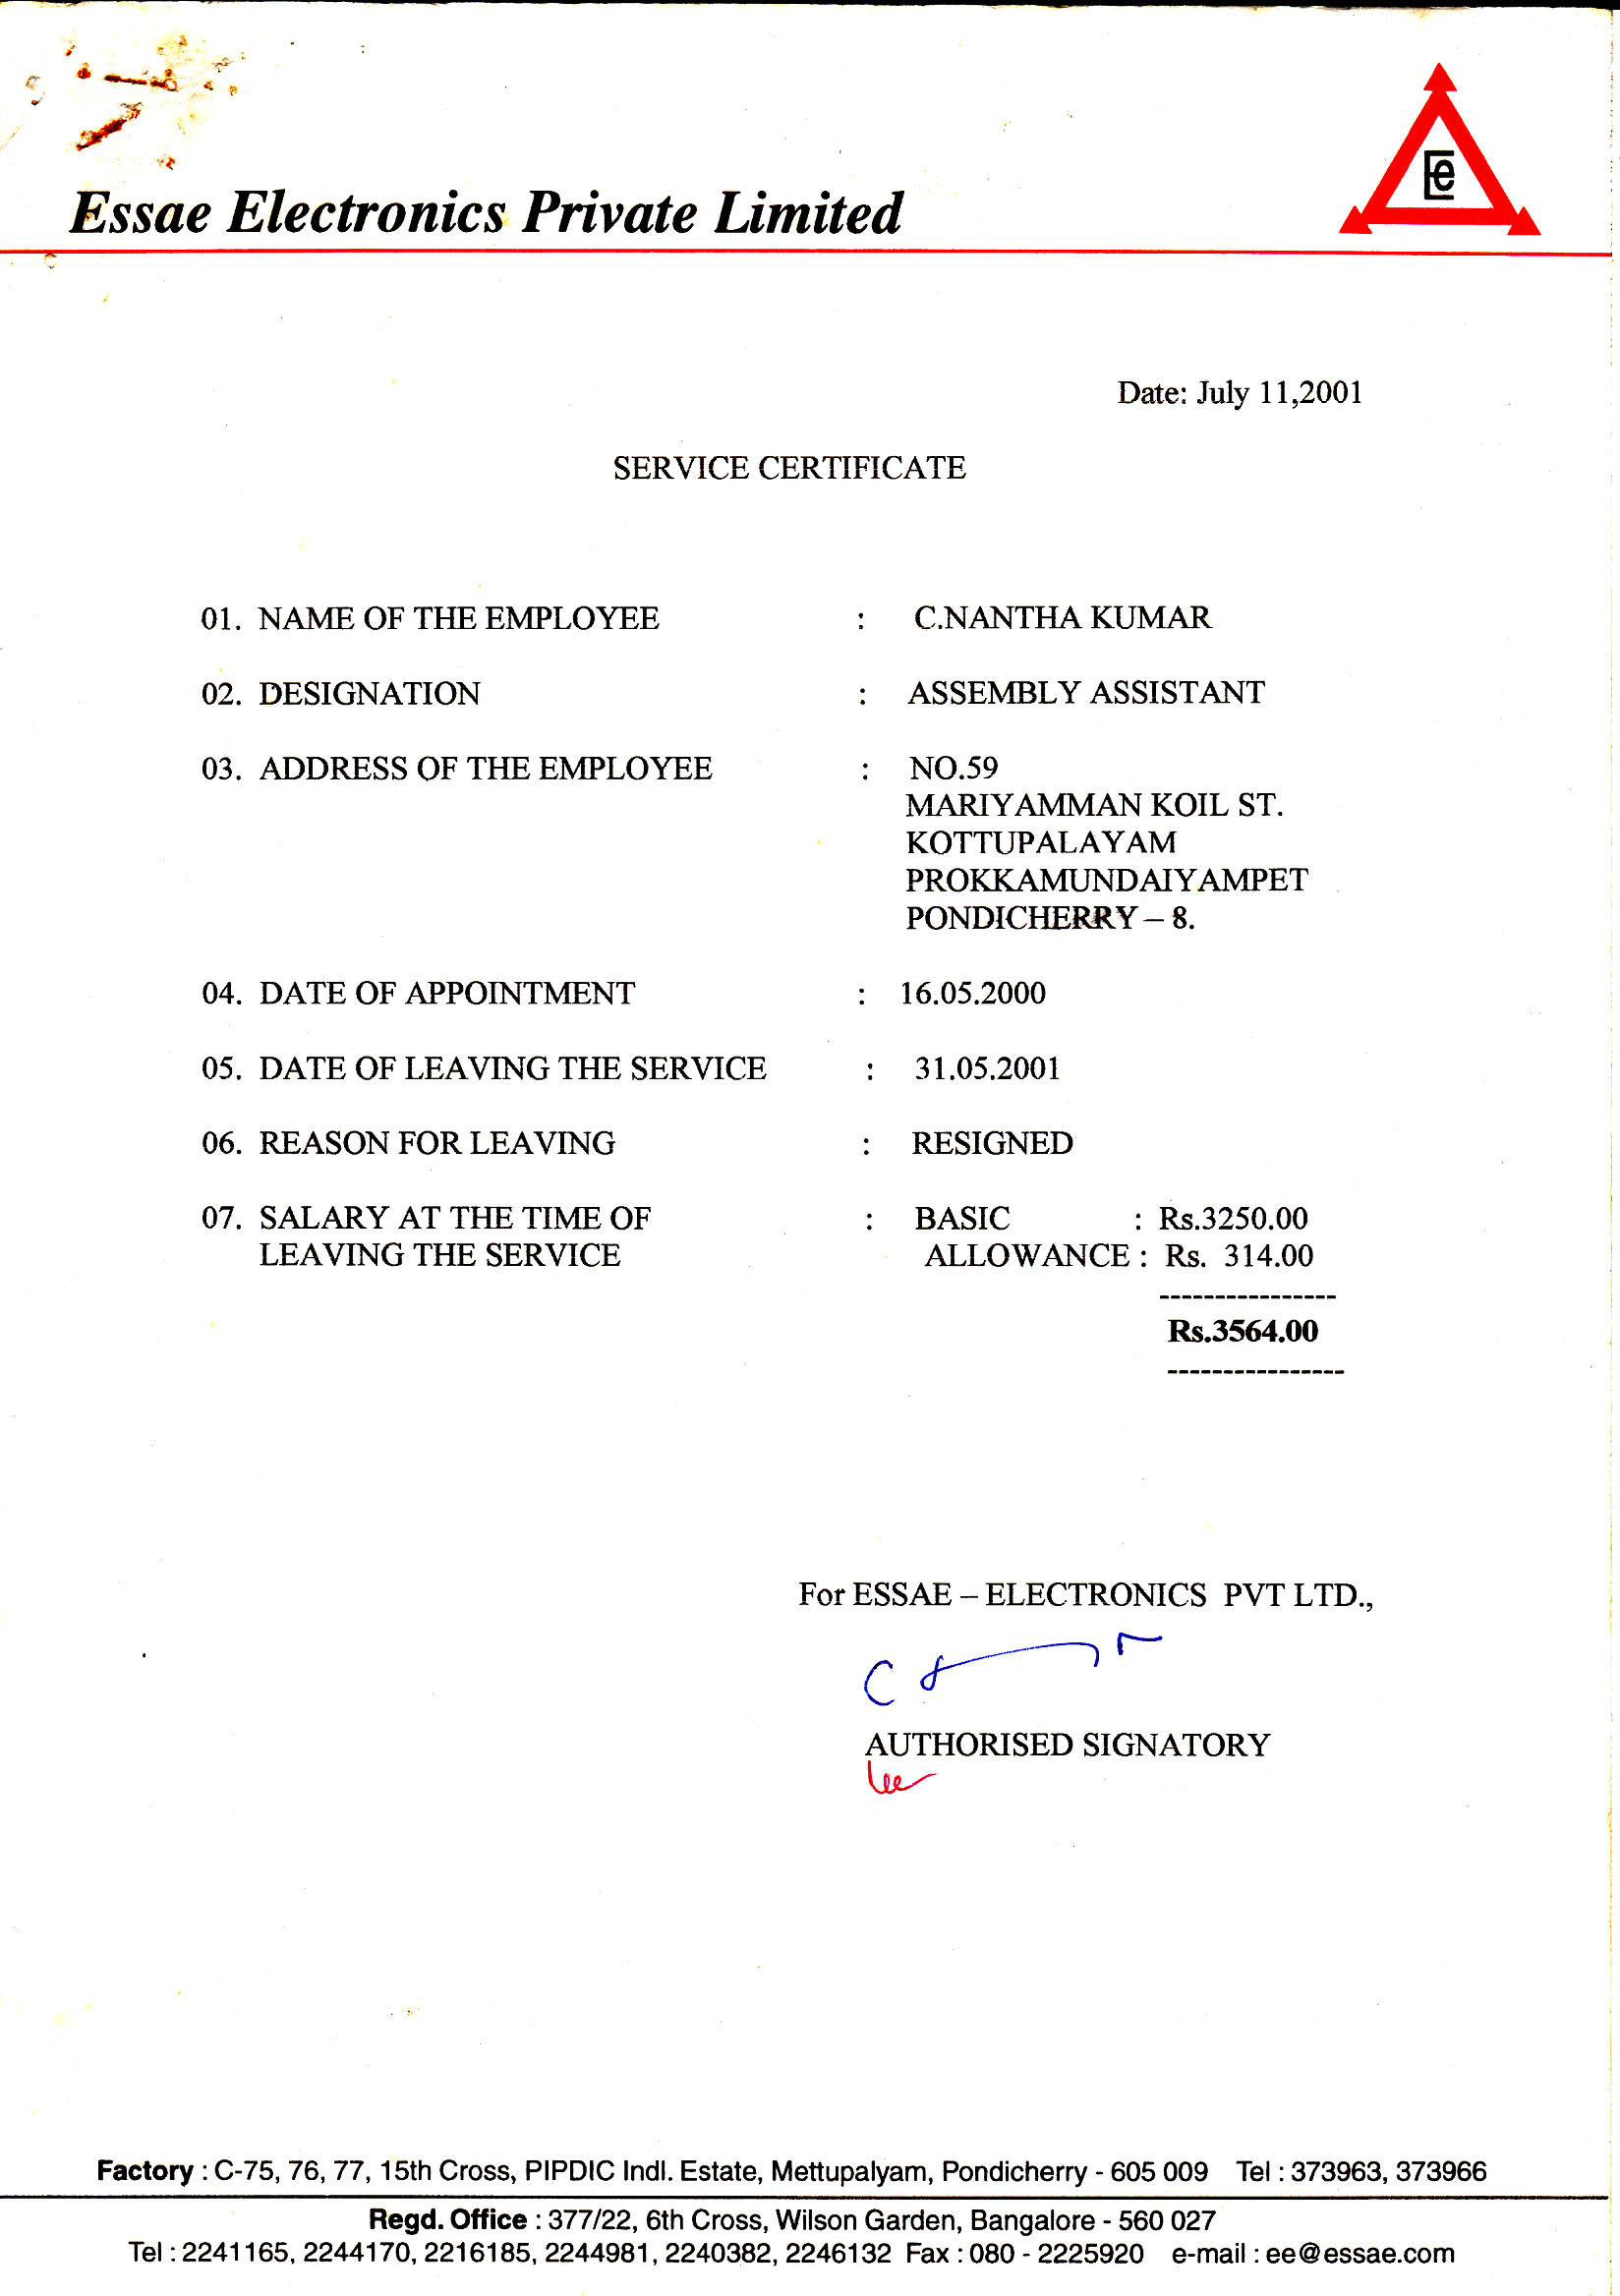 Ee
Essae Electronics Private Limited
Date: July 11,2001
SERVICE CERTIFICATE
01. NAME OF THE EMPLOYEE : C.NANTHA KUMAR
02. DESIGNATION : ASSEMBLY ASSISTANT
03. ADDRESS OF THE EMPLOYEE : NO.59
MARIYAMMAN KOIL ST.
KOTTUPALAYAM
PROKKAMUNDAIYAMPET
PONDICHERRY – 8.
04. DATE OF APPOINTMENT : 16.05.2000
05. DATE OF LEAVING THE SERVICE : 31.05.2001
06. REASON FOR LEAVING : RESIGNED
07. SALARY AT THE TIME OF : BASIC : Rs.3250.00
LEAVING THE SERVICE ALLOWANCE : Rs. 314.00
----------------
Rs.3564.00
----------------
For ESSAE – ELECTRONICS PVT LTD.,
AUTHORISED SIGNATORY
Factory : C-75, 76, 77, 15th Cross, PIPDIC Indl. Estate, Mettupalyam, Pondicherry - 605 009 Tel : 373963, 373966
Regd. Office : 377/22, 6th Cross, Wilson Garden, Bangalore - 560 027
Tel : 2241165, 2244170, 2216185, 2244981, 2240382, 2246132 Fax : 080 - 2225920 e-mail : ee@essae.com